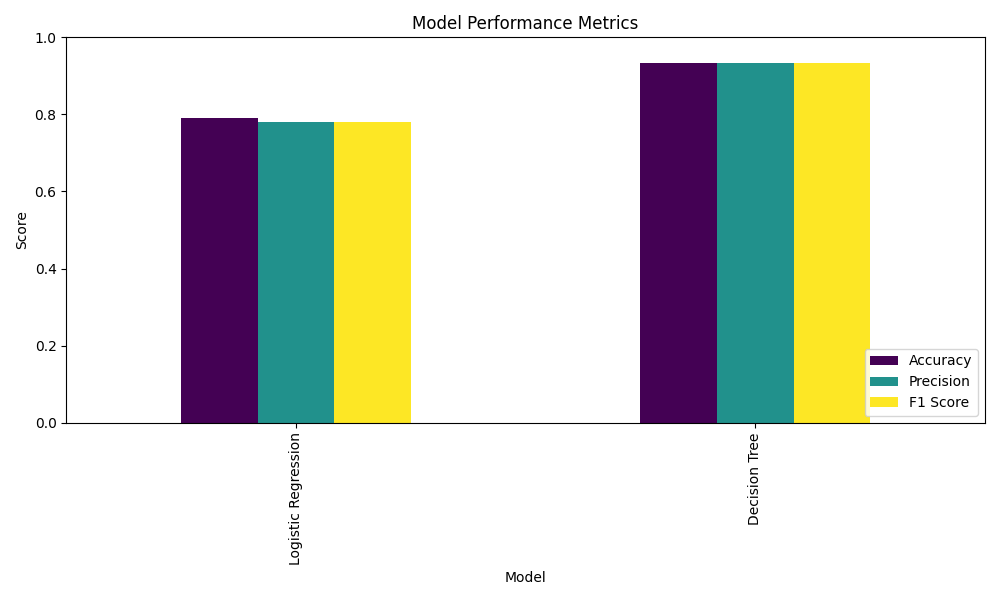 Model Performance Metrics
Score
1.0
0.8
0.6
0.4
0.2
0.0
Accuracy
Precision
F1 Score
Logistic Regression
Decision Tree
Model